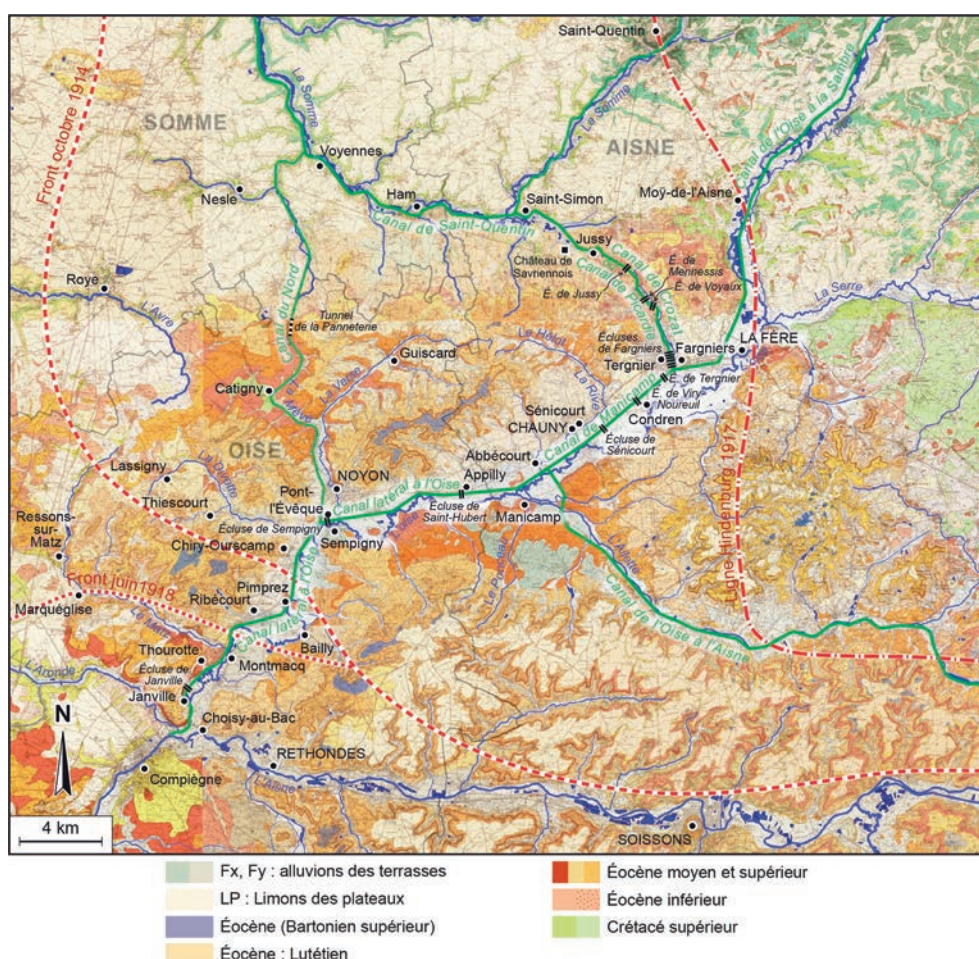 Saint-Quentin
Front octobre 1914
SOMME
La Somme
La Somme
AISNE
Canal de l'Oise à la Sambre
L'Oise
Voyennes
Nesle
Ham
Saint-Simon
Moÿ-de-l'Aisne
Canal de Saint-Quentin
Jussy
Château de
Savriennois
É. de Jussy
Canal de Crozat
Canal de Picardie
É. de
Mennessis
É. de Voyaux
Roye
L'Avre
Canal du Nord
Tunnel
de la Panneterie
La Serre
Guiscard
La Verse
Écluses
de Fargniers
Fargniers
LA FÈRE
Tergnier
É. de Tergnier
É. de Viry-
Noureuil
Condren
Catigny
La Rive
Sénicourt
CHAUNY
Canal de Manicamp
Écluse de
Sénicourt
OISE
Abbécourt
Appilly
Lassigny
Thiescourt
NOYON
Pont-
l'Évêque
Canal latéral à l'Oise
Écluse de
Saint-Hubert
Manicamp
Ressons-
sur-
Matz
Écluse de Sempigny
Sempigny
Chiry-Ourscamp
L'Ailette
Ligne Hindenburg 1917
Front juin 1918
Pimprez
Ribécourt
Marquéglise
Le Matz
Canal latéral à l'Oise
Canal de l'Oise à l'Aisne
Bailly
Thourotte
Montmacq
Écluse de
Janville
Janville
L'Aronde
Choisy-au-Bac
N
RETHONDES
Compiègne
L'Aisne
4 km
SOISSONS
Fx, Fy : alluvions des terrasses
LP : Limons des plateaux
Éocène (Bartonien supérieur)
Éocène : Lutétien
Éocène moyen et supérieur
Éocène inférieur
Crétacé supérieur